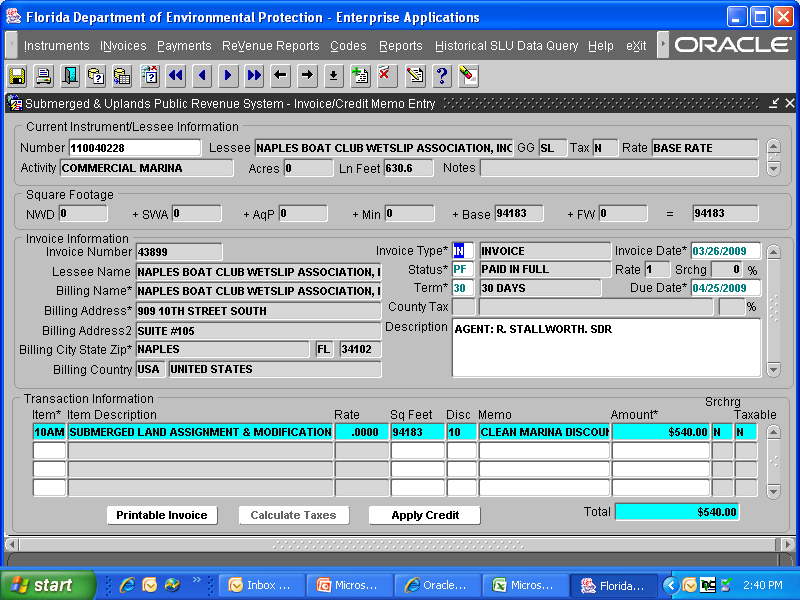 Florida Department of Environmental Protection - Enterprise Applications
Instruments INvoices Payments ReVenue Reports Codes Reports Historical SLU Data Query Help eXit ORACLE
Submerged & Uplands Public Revenue System - Invoice/Credit Memo Entry
Current Instrument/Lessee Information
Number 110040228 Lessee NAPLES BOAT CLUB WETSLIP ASSOCIATION, INC GG SL Tax N Rate BASE RATE
Activity COMMERCIAL MARINA Acres 0 Ln Feet 630.6 Notes
Square Footage
NWD 0 + SWA 0 + AqP 0 + Min 0 + Base 94183 + FW 0 = 94183
Invoice Information
Invoice Number 43899 Invoice Type* IN INVOICE Invoice Date* 03/26/2009
Lessee Name NAPLES BOAT CLUB WETSLIP ASSOCIATION, I Status* PF PAID IN FULL Rate 1 Srchg 0 %
Billing Name* NAPLES BOAT CLUB WETSLIP ASSOCIATION, I Term* 30 30 DAYS Due Date* 04/25/2009
Billing Address* 909 10TH STREET SOUTH County Tax %
Billing Address2 SUITE #105 Description AGENT: R. STALLWORTH. SDR
Billing City State Zip* NAPLES FL 34102
Billing Country USA UNITED STATES
Transaction Information
Srchrg
Item* Item Description Rate Sq Feet Disc Memo Amount* Taxable
10AM SUBMERGED LAND ASSIGNMENT & MODIFICATION .0000 94183 10 CLEAN MARINA DISCOUN $540.00 N N
Printable Invoice Calculate Taxes Apply Credit Total $540.00
start Inbox ... Micros... Oracle... Micros... Florida... 2:40 PM